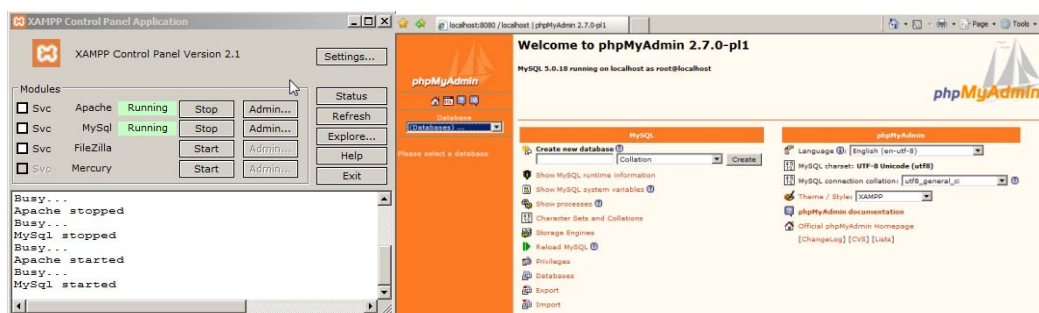 XAMPP Control Panel Application
XAMPP Control Panel Version 2.1
Settings...
Modules
Svc Apache Running Stop Admin...
Svc MySql Running Stop Admin...
Svc FileZilla Start Admin...
Svc Mercury Start Admin...
Status
Refresh
Explore...
Help
Exit
Busy...
Apache stopped
Busy...
MySql stopped
Busy...
Apache started
Busy...
MySql started
localhost:8080 / localhost | phpMyAdmin 2.7.0-pl1
Page Tools
phpMyAdmin
Database
(Databases) ...
Please select a database
Welcome to phpMyAdmin 2.7.0-pl1
MySQL 5.0.18 running on localhost as root@localhost
phpMyAdmin
MySQL
Create new database
Collation Create
Show MySQL runtime information
Show MySQL system variables
Show processes
Character Sets and Collations
Storage Engines
Reload MySQL
Privileges
Databases
Export
Import
phpMyAdmin
Language : English (en-utf-8)
MySQL charset: UTF-8 Unicode (utf8)
MySQL connection collation: utf8_general_ci
Theme / Style: XAMPP
phpMyAdmin documentation
Official phpMyAdmin Homepage
[ChangeLog] [CVS] [Lists]